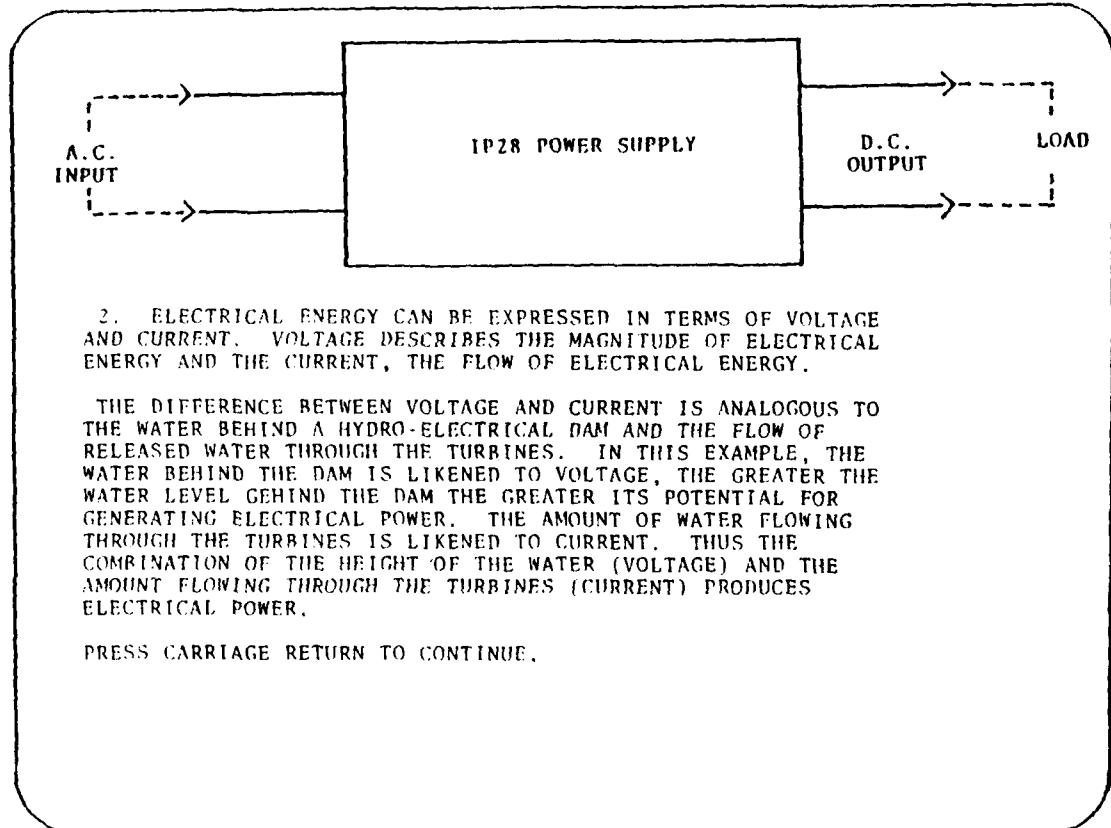 A.C.
INPUT
IP28 POWER SUPPLY
D.C.
OUTPUT
LOAD
2. ELECTRICAL ENERGY CAN BE EXPRESSED IN TERMS OF VOLTAGE
AND CURRENT. VOLTAGE DESCRIBES THE MAGNITUDE OF ELECTRICAL
ENERGY AND THE CURRENT, THE FLOW OF ELECTRICAL ENERGY.
THE DIFFERENCE BETWEEN VOLTAGE AND CURRENT IS ANALOGOUS TO
THE WATER BEHIND A HYDRO-ELECTRICAL DAM AND THE FLOW OF
RELEASED WATER THROUGH THE TURBINES. IN THIS EXAMPLE, THE
WATER BEHIND THE DAM IS LIKENED TO VOLTAGE, THE GREATER THE
WATER LEVEL GEHIND THE DAM THE GREATER ITS POTENTIAL FOR
GENERATING ELECTRICAL POWER. THE AMOUNT OF WATER FLOWING
THROUGH THE TURBINES IS LIKENED TO CURRENT. THUS THE
COMBINATION OF THE HEIGHT OF THE WATER (VOLTAGE) AND THE
AMOUNT FLOWING THROUGH THE TURBINES (CURRENT) PRODUCES
ELECTRICAL POWER.
PRESS CARRIAGE RETURN TO CONTINUE.